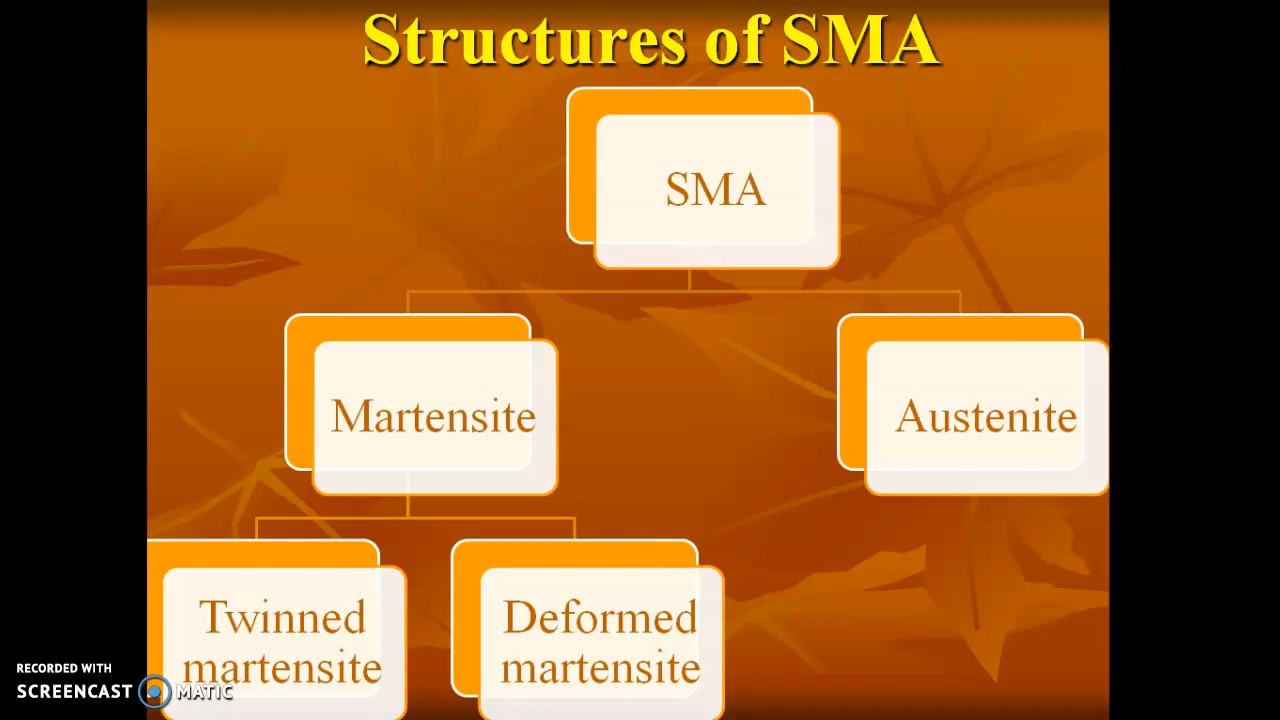 Structures of SMA
SMA
Martensite
Austenite
Twinned
martensite
Deformed
martensite
RECORDED WITH
SCREENCAST MATIC